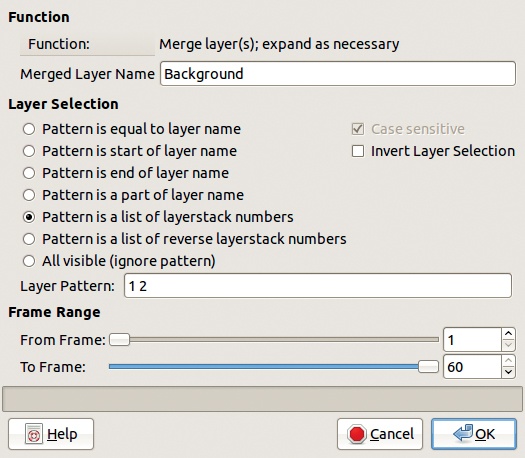 Function
Function: Merge layer(s); expand as necessary
Merged Layer Name Background
Layer Selection
Pattern is equal to layer name Case sensitive
Pattern is start of layer name Invert Layer Selection
Pattern is end of layer name
Pattern is a part of layer name
Pattern is a list of layerstack numbers
Pattern is a list of reverse layerstack numbers
All visible (ignore pattern)
Layer Pattern: 1 2
Frame Range
From Frame: 1
To Frame: 60
Help Cancel OK